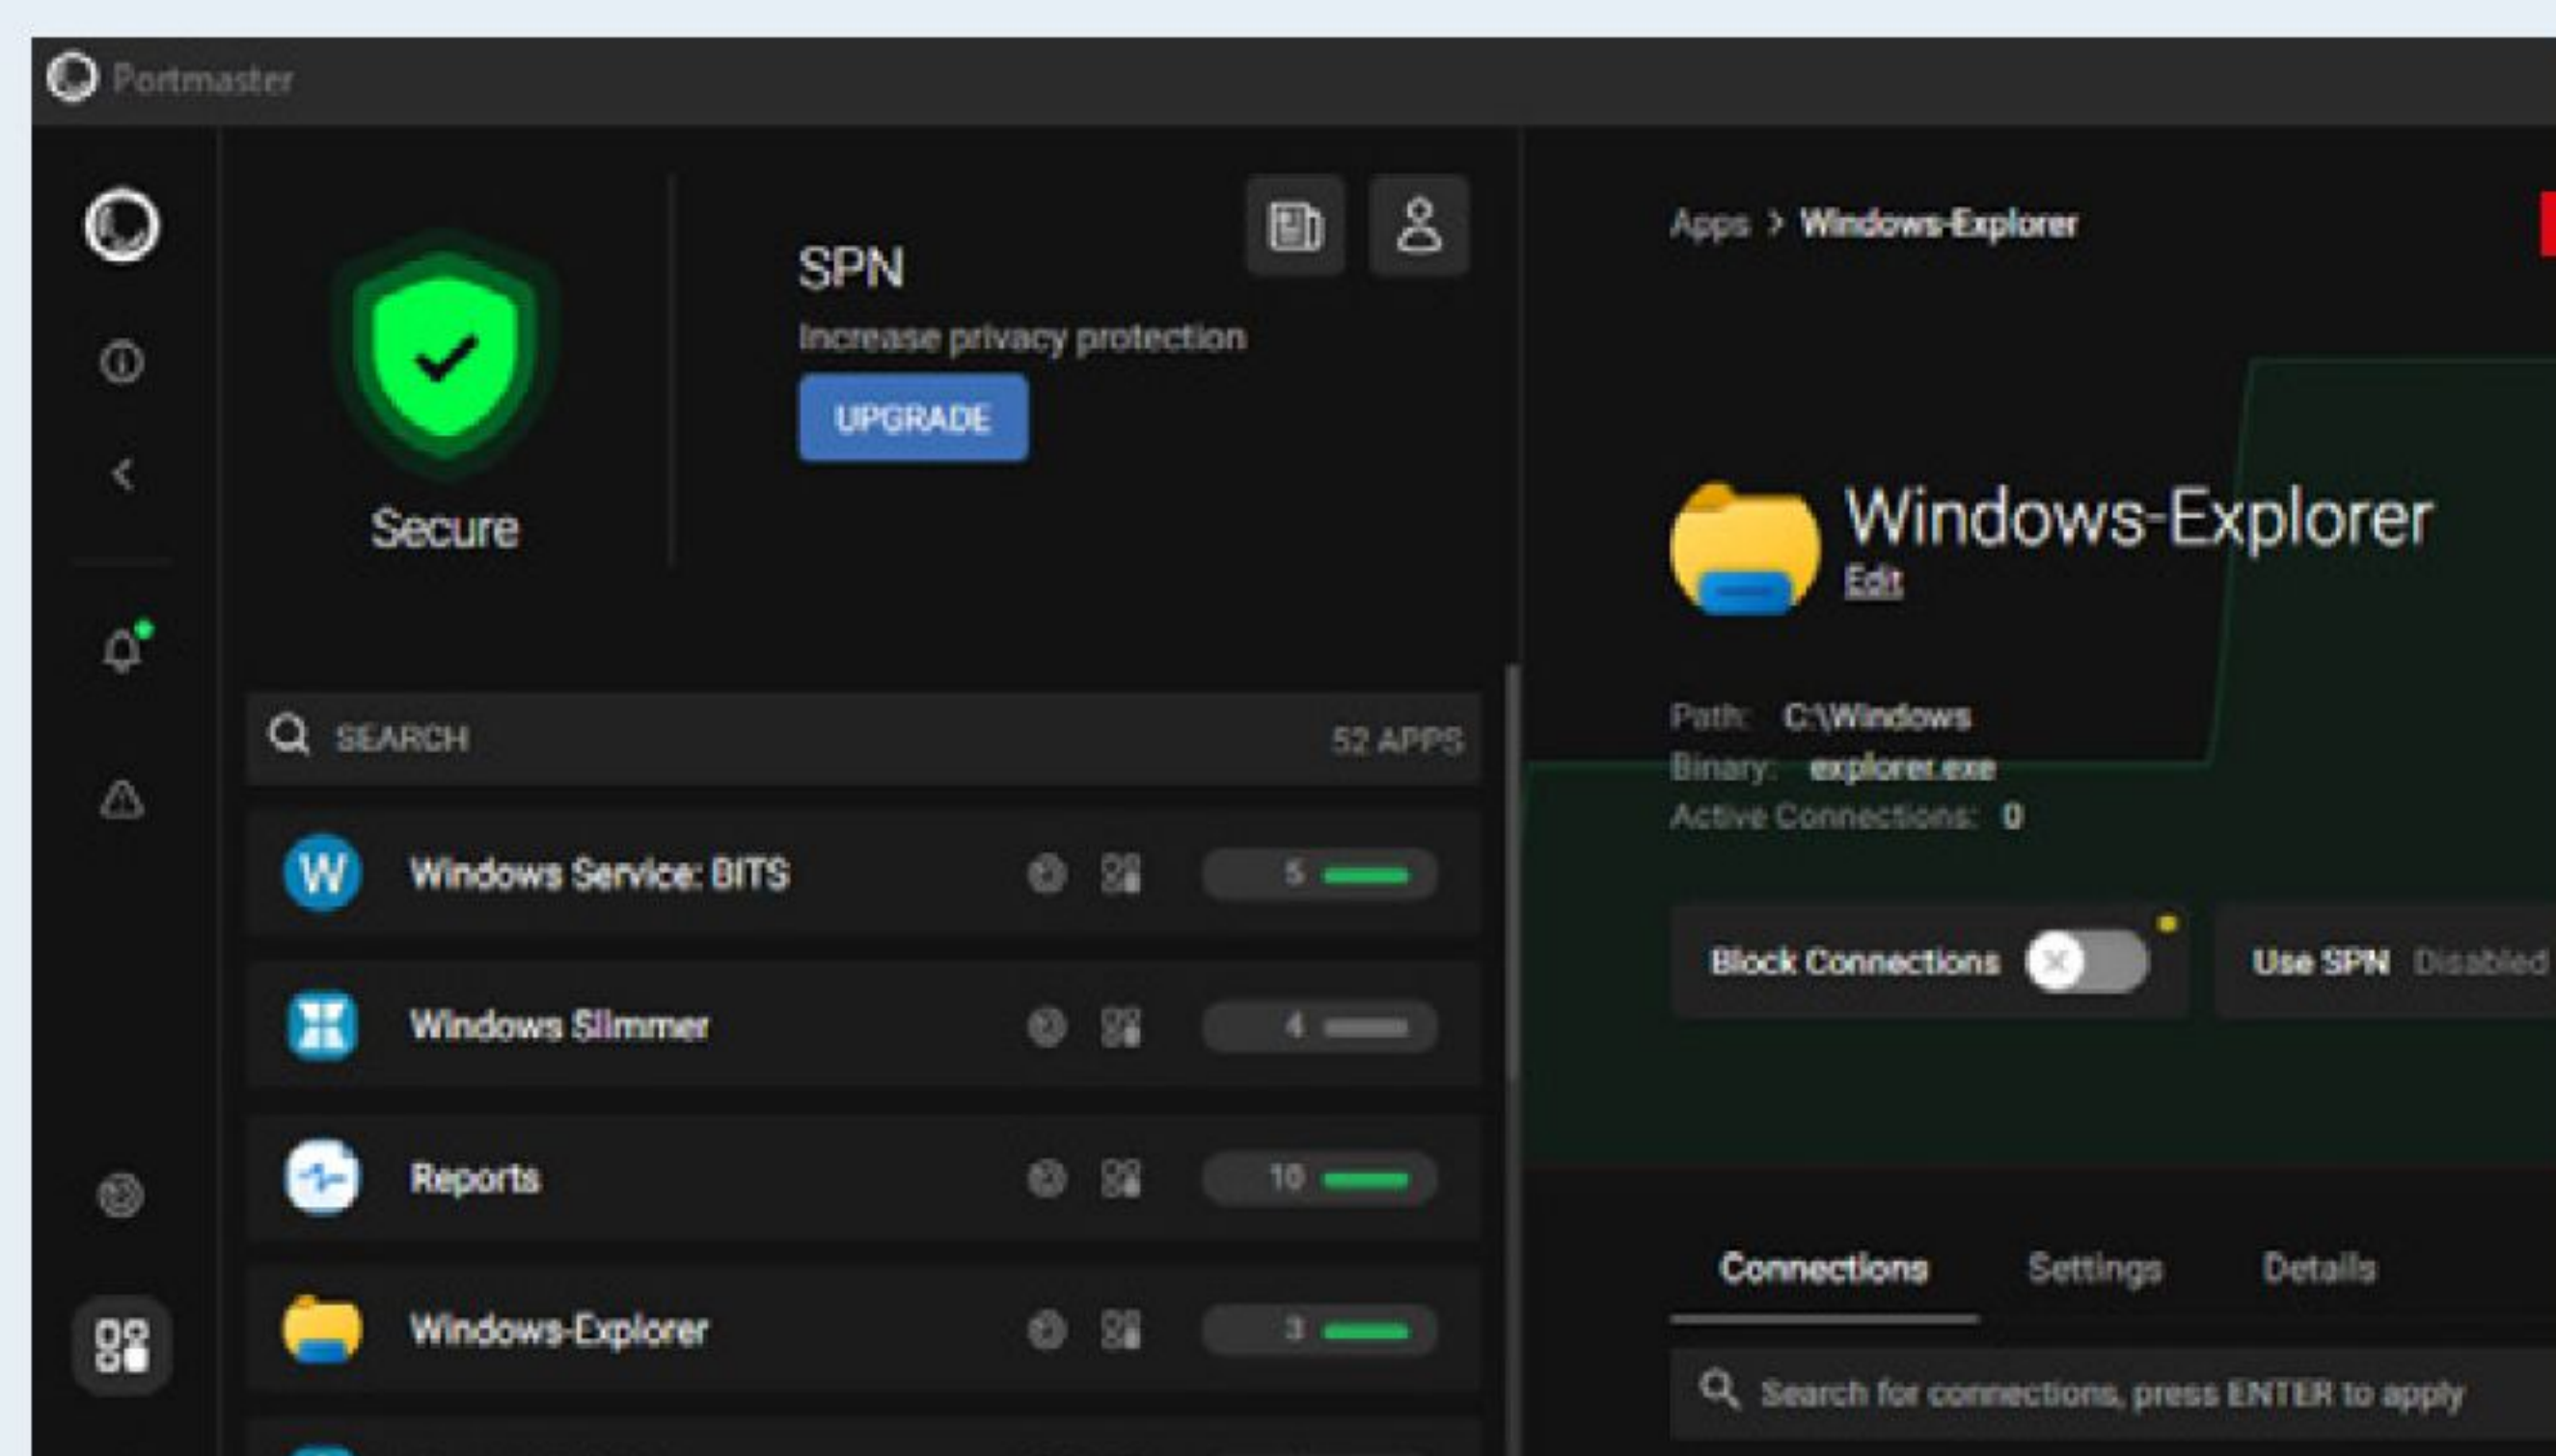 Portmaster
SPN
Increase privacy protection
UPGRADE
Secure
SEARCH
52 APPS
Windows Service: BITS
5
Windows Slimmer
4
Reports
10
Windows-Explorer
3
Apps > Windows-Explorer
Windows-Explorer
Edit
Path: C:\Windows
Binary: explorer.exe
Active Connections: 0
Block Connections
Use SPN Disabled
Connections Settings Details
Search for connections, press ENTER to apply